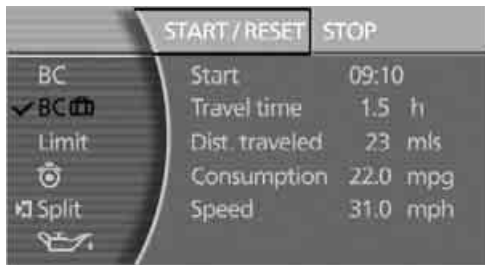 START / RESET STOP
BC Start 09:10
BC Travel time 1.5 h
Limit Dist. traveled 23 mls
Consumption 22.0 mpg
Split Speed 31.0 mph